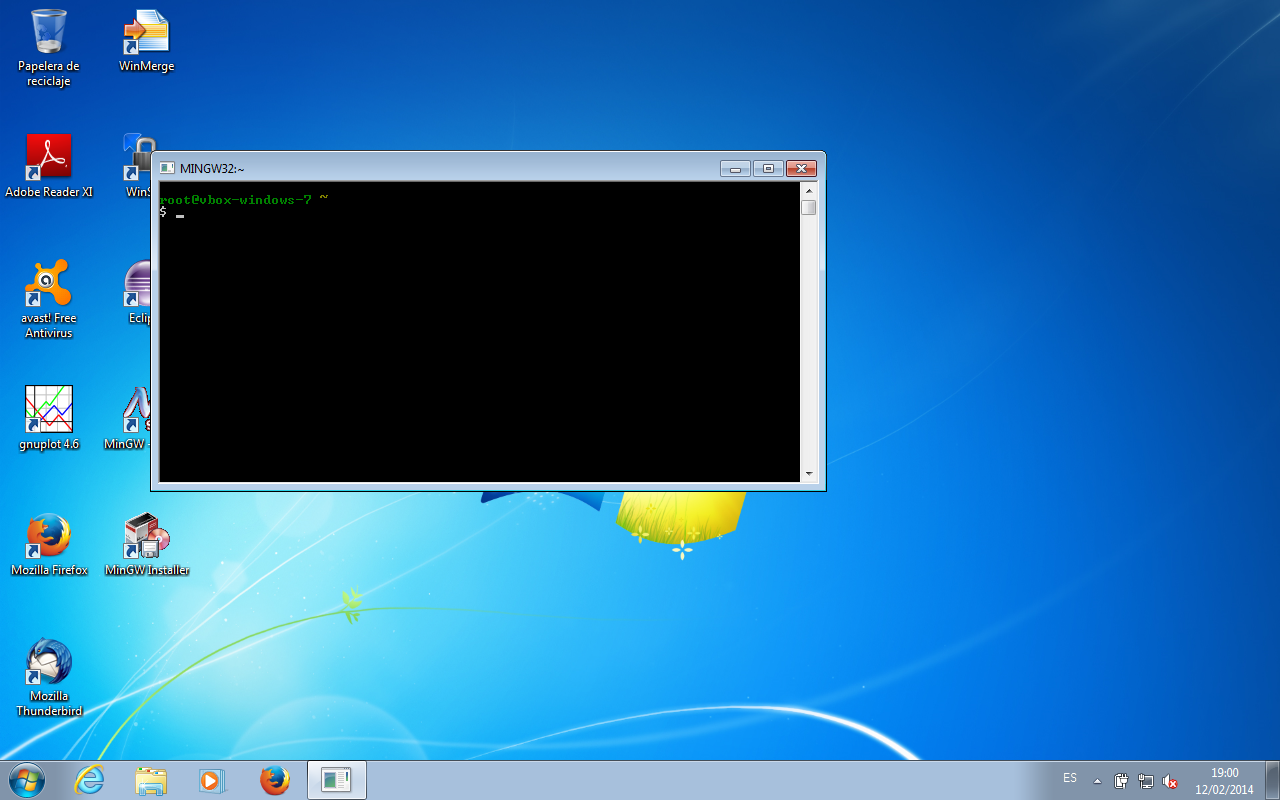 Papelera de
reciclaje
WinMerge
Adobe Reader XI
WinS
avast! Free
Antivirus
Eclip
gnuplot 4.6
MinGW -
Mozilla Firefox
MinGW Installer
Mozilla
Thunderbird
MINGW32:~
root@vbox-windows-7 ~
$
ES
19:00
12/02/2014